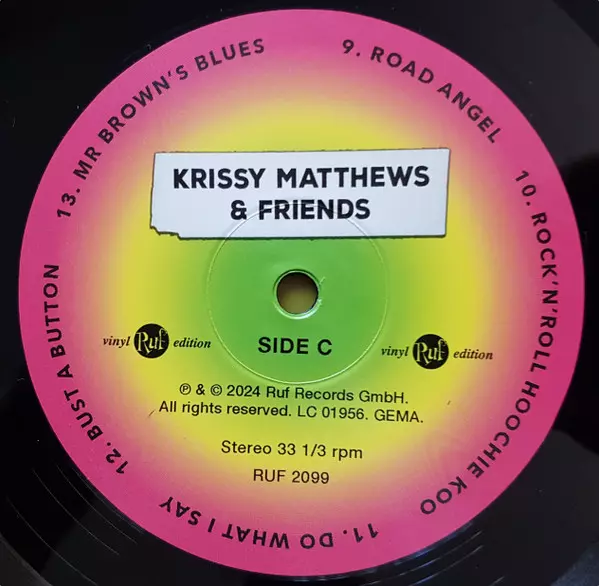 KRISSY MATTHEWS
& FRIENDS
9. ROAD ANGEL
10. ROCK'N'ROLL HOOCHIE KOO
11. DO WHAT I SAY
12. BUST A BUTTON
13. MR BROWN'S BLUES
vinyl Ruf edition
SIDE C
vinyl Ruf edition
℗ & © 2024 Ruf Records GmbH.
All rights reserved. LC 01956. GEMA.
Stereo 33 1/3 rpm
RUF 2099